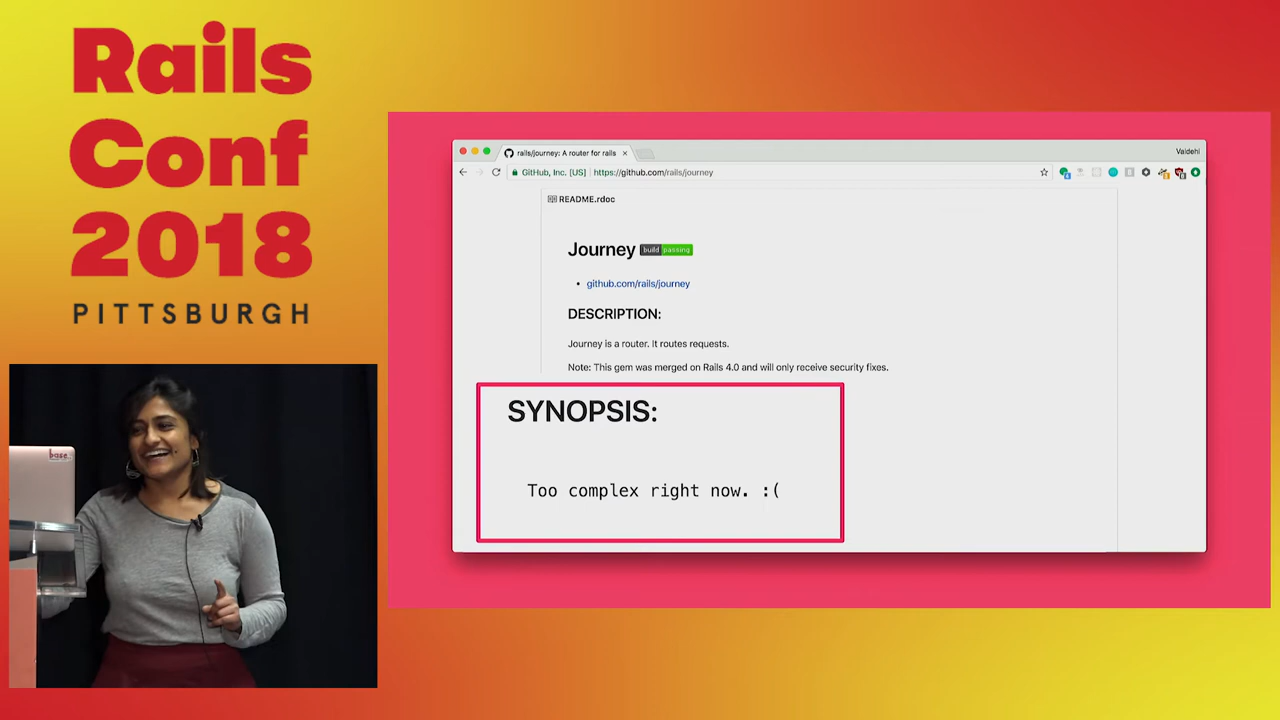 Rails
Conf
2018
PITTSBURGH
base
rails/journey: A router for rails
Vaidehi
GitHub, Inc. [US] https://github.com/rails/journey
README.rdoc
Journey build passing
github.com/rails/journey
DESCRIPTION:
Journey is a router. It routes requests.
Note: This gem was merged on Rails 4.0 and will only receive security fixes.
SYNOPSIS:
Too complex right now. :(